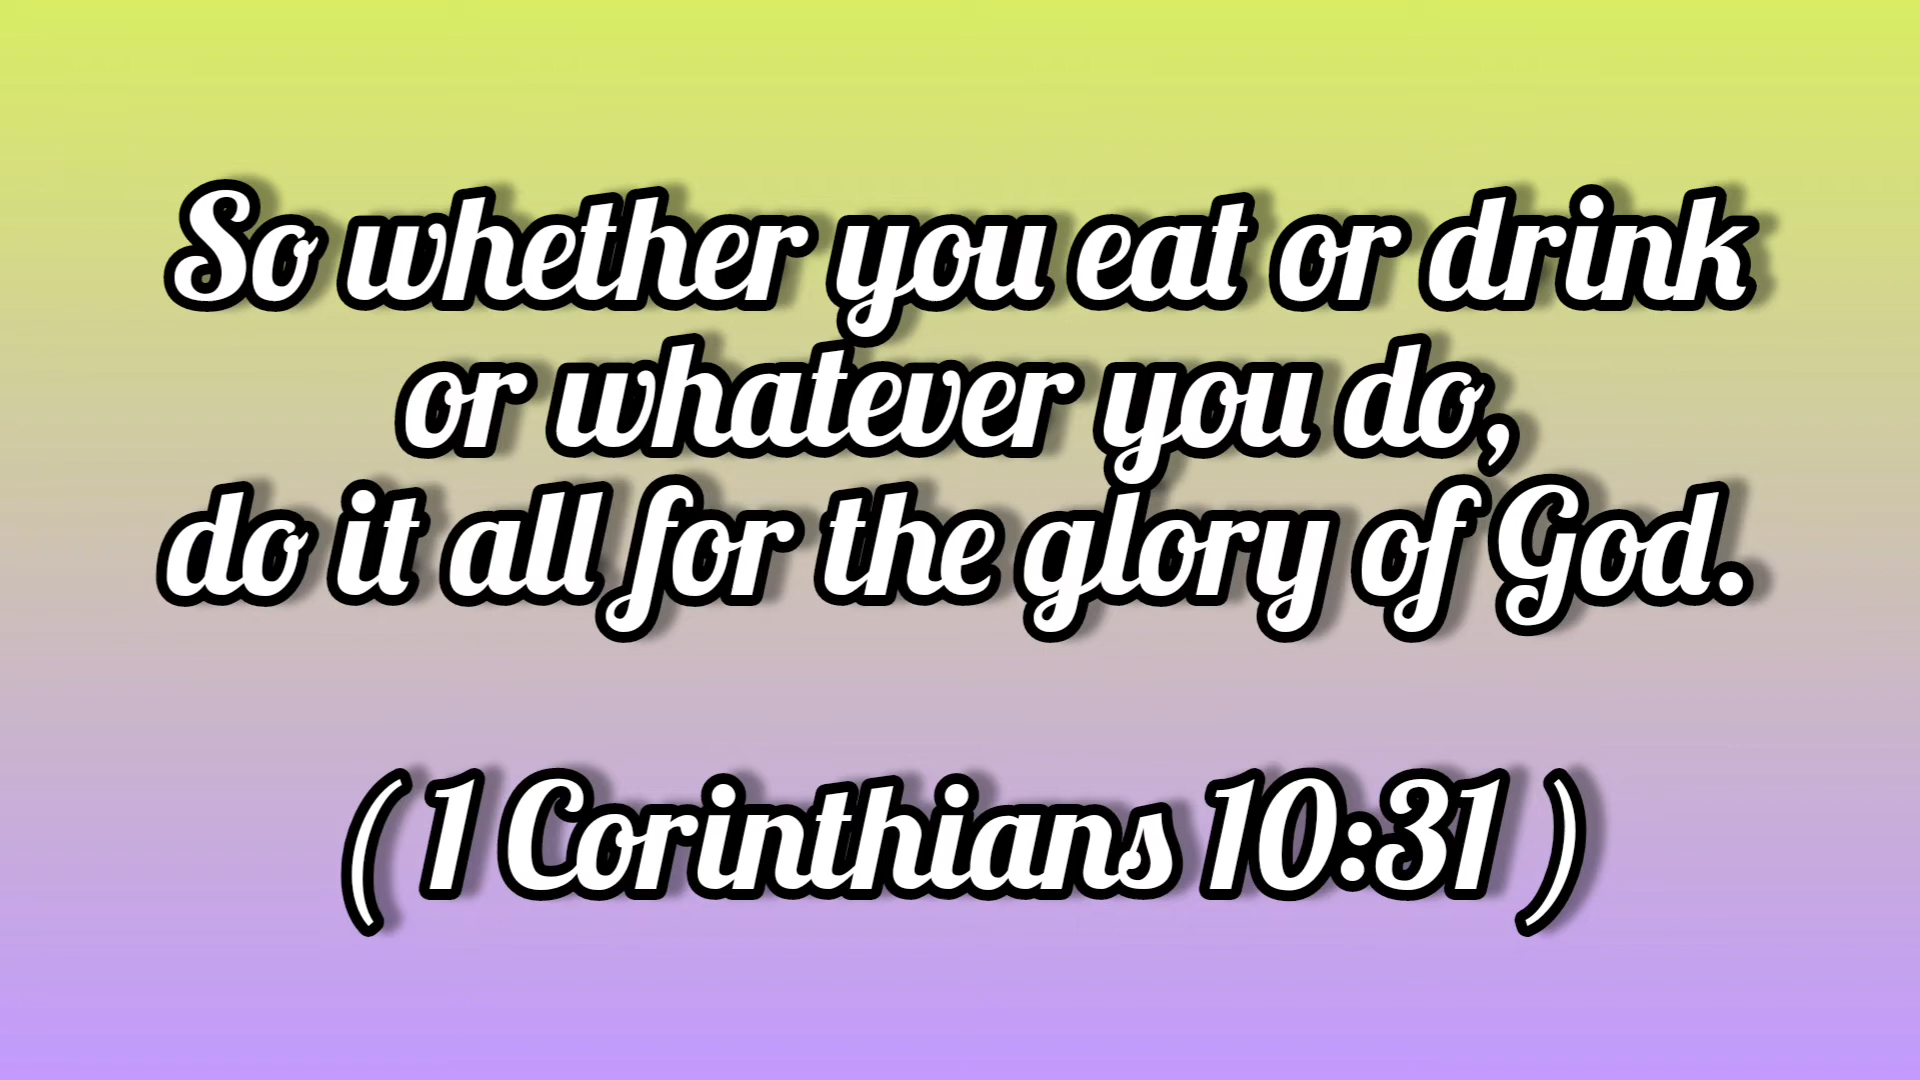 So whether you eat or drink
or whatever you do,
do it all for the glory of God.
( 1 Corinthians 10:31 )